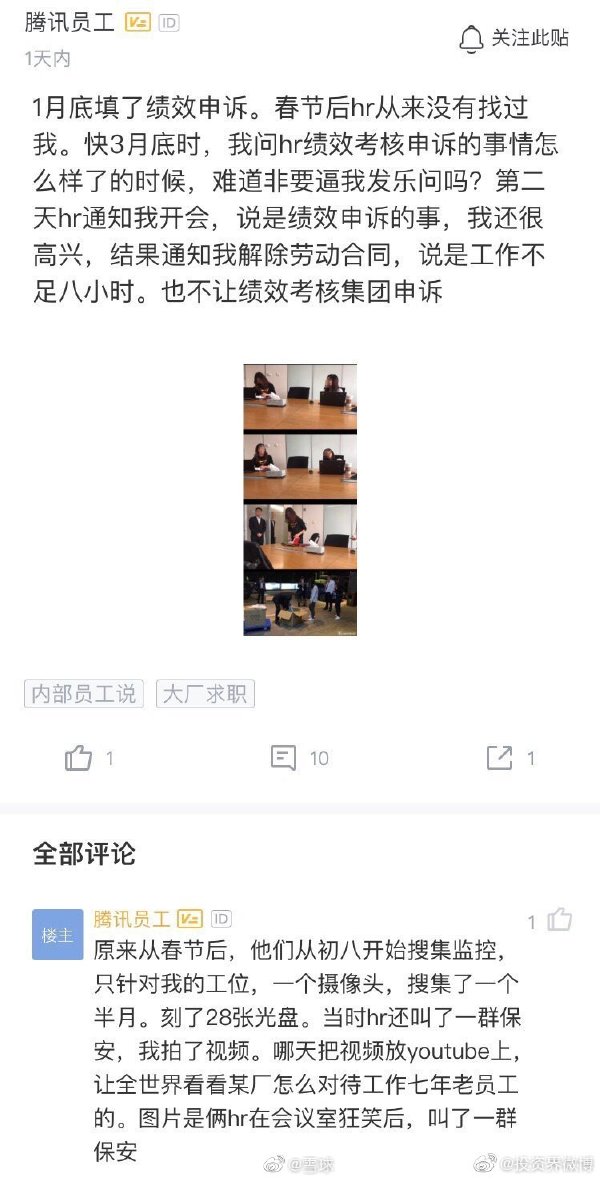 腾讯员工 V ID
关注此贴
1天内
1月底填了绩效申诉。春节后hr从来没有找过
我。快3月底时，我问hr绩效考核申诉的事情怎
么样了的时候，难道非要逼我发乐问吗？第二
天hr通知我开会，说是绩效申诉的事，我还很
高兴，结果通知我解除劳动合同，说是工作不
足八小时。也不让绩效考核集团申诉
内部员工说 大厂求职
1 10 1
全部评论
楼主
腾讯员工 V ID
1
原来从春节后，他们从初八开始搜集监控，
只针对我的工位，一个摄像头，搜集了一个
半月。刻了28张光盘。当时hr还叫了一群保
安，我拍了视频。哪天把视频放youtube上，
让全世界看看某厂怎么对待工作七年老员工
的。图片是俩hr在会议室狂笑后，叫了一群
保安
@雪球
@投资界微博